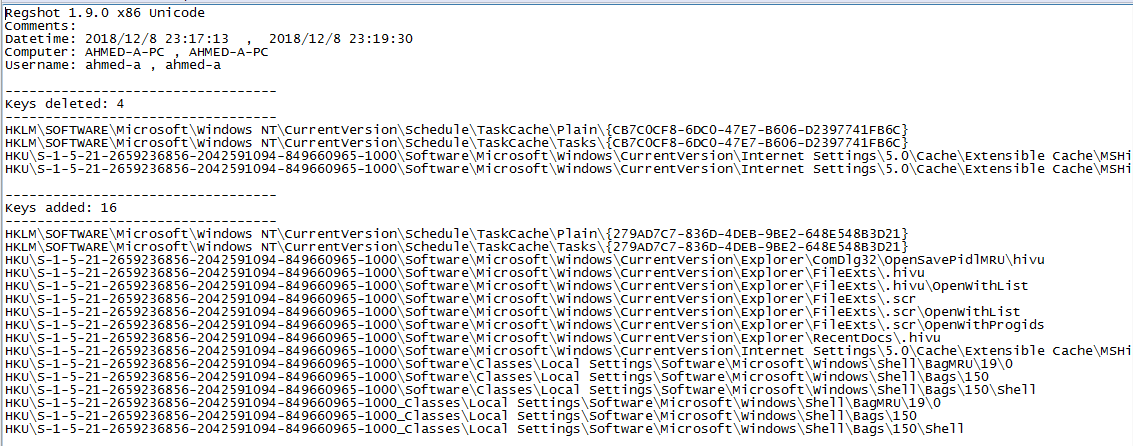 Regshot 1.9.0 x86 Unicode
Comments:
Datetime: 2018/12/8 23:17:13  ,  2018/12/8 23:19:30
Computer: AHMED-A-PC , AHMED-A-PC
Username: ahmed-a , ahmed-a
----------------------------------
Keys deleted: 4
----------------------------------
HKLM\SOFTWARE\Microsoft\Windows NT\CurrentVersion\Schedule\TaskCache\Plain\{CB7C0CF8-6DC0-47E7-B606-D2397741FB6C}
HKLM\SOFTWARE\Microsoft\Windows NT\CurrentVersion\Schedule\TaskCache\Tasks\{CB7C0CF8-6DC0-47E7-B606-D2397741FB6C}
HKU\S-1-5-21-2659236856-2042591094-849660965-1000\Software\Microsoft\Windows\CurrentVersion\Internet Settings\5.0\Cache\Extensible Cache\MSHi
HKU\S-1-5-21-2659236856-2042591094-849660965-1000\Software\Microsoft\Windows\CurrentVersion\Internet Settings\5.0\Cache\Extensible Cache\MSHi
----------------------------------
Keys added: 16
----------------------------------
HKLM\SOFTWARE\Microsoft\Windows NT\CurrentVersion\Schedule\TaskCache\Plain\{279AD7C7-836D-4DEB-9BE2-648E548B3D21}
HKLM\SOFTWARE\Microsoft\Windows NT\CurrentVersion\Schedule\TaskCache\Tasks\{279AD7C7-836D-4DEB-9BE2-648E548B3D21}
HKU\S-1-5-21-2659236856-2042591094-849660965-1000\Software\Microsoft\Windows\CurrentVersion\Explorer\ComDlg32\OpenSavePidlMRU\hivu
HKU\S-1-5-21-2659236856-2042591094-849660965-1000\Software\Microsoft\Windows\CurrentVersion\Explorer\FileExts\.hivu
HKU\S-1-5-21-2659236856-2042591094-849660965-1000\Software\Microsoft\Windows\CurrentVersion\Explorer\FileExts\.hivu\OpenWithList
HKU\S-1-5-21-2659236856-2042591094-849660965-1000\Software\Microsoft\Windows\CurrentVersion\Explorer\FileExts\.scr
HKU\S-1-5-21-2659236856-2042591094-849660965-1000\Software\Microsoft\Windows\CurrentVersion\Explorer\FileExts\.scr\OpenWithList
HKU\S-1-5-21-2659236856-2042591094-849660965-1000\Software\Microsoft\Windows\CurrentVersion\Explorer\FileExts\.scr\OpenWithProgids
HKU\S-1-5-21-2659236856-2042591094-849660965-1000\Software\Microsoft\Windows\CurrentVersion\Explorer\RecentDocs\.hivu
HKU\S-1-5-21-2659236856-2042591094-849660965-1000\Software\Microsoft\Windows\CurrentVersion\Internet Settings\5.0\Cache\Extensible Cache\MSHi
HKU\S-1-5-21-2659236856-2042591094-849660965-1000\Software\Classes\Local Settings\Software\Microsoft\Windows\Shell\BagMRU\19\0
HKU\S-1-5-21-2659236856-2042591094-849660965-1000\Software\Classes\Local Settings\Software\Microsoft\Windows\Shell\Bags\150
HKU\S-1-5-21-2659236856-2042591094-849660965-1000\Software\Classes\Local Settings\Software\Microsoft\Windows\Shell\Bags\150\Shell
HKU\S-1-5-21-2659236856-2042591094-849660965-1000_Classes\Local Settings\Software\Microsoft\Windows\Shell\BagMRU\19\0
HKU\S-1-5-21-2659236856-2042591094-849660965-1000_Classes\Local Settings\Software\Microsoft\Windows\Shell\Bags\150
HKU\S-1-5-21-2659236856-2042591094-849660965-1000_Classes\Local Settings\Software\Microsoft\Windows\Shell\Bags\150\Shell